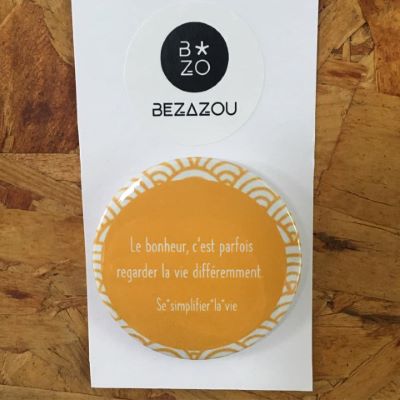 B*
ZO
BEZAZOU
Le bonheur, c'est parfois
regarder la vie différemment
Se*simplifier*la*vie